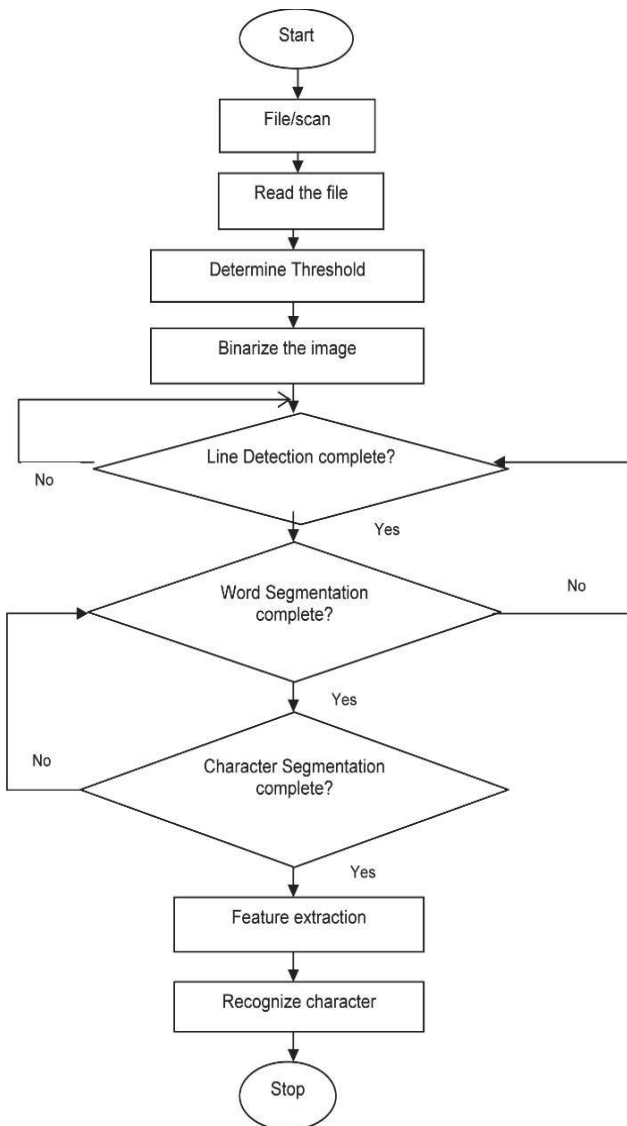 Start
File/scan
Read the file
Determine Threshold
Binarize the image
Line Detection complete?
No
Yes
Word Segmentation
complete?
No
Yes
Character Segmentation
complete?
No
Yes
Feature extraction
Recognize character
Stop